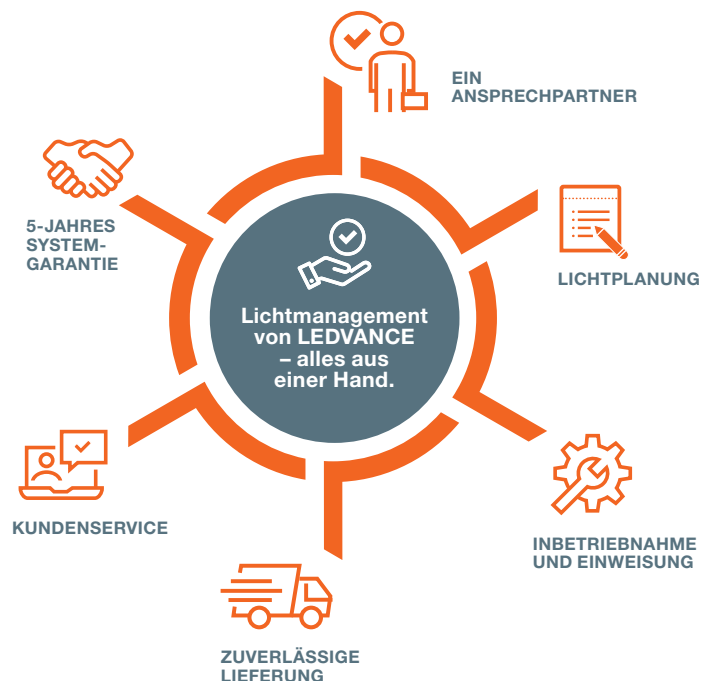 EIN
ANSPRECHPARTNER
5-JAHRES
SYSTEM-
GARANTIE
LICHTPLANUNG
Lichtmanagement
von LEDVANCE
– alles aus
einer Hand.
KUNDENSERVICE
INBETRIEBNAHME
UND EINWEISUNG
ZUVERLÄSSIGE
LIEFERUNG